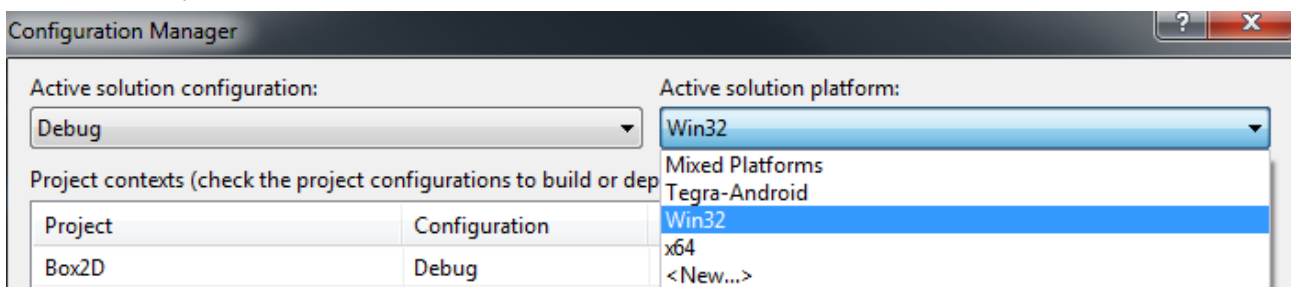 Configuration Manager
?
X
Active solution configuration:
Active solution platform:
Debug
Win32
Project contexts (check the project configurations to build or dep
Mixed Platforms
Tegra-Android
Win32
x64
<New...>
Project
Configuration
Box2D
Debug